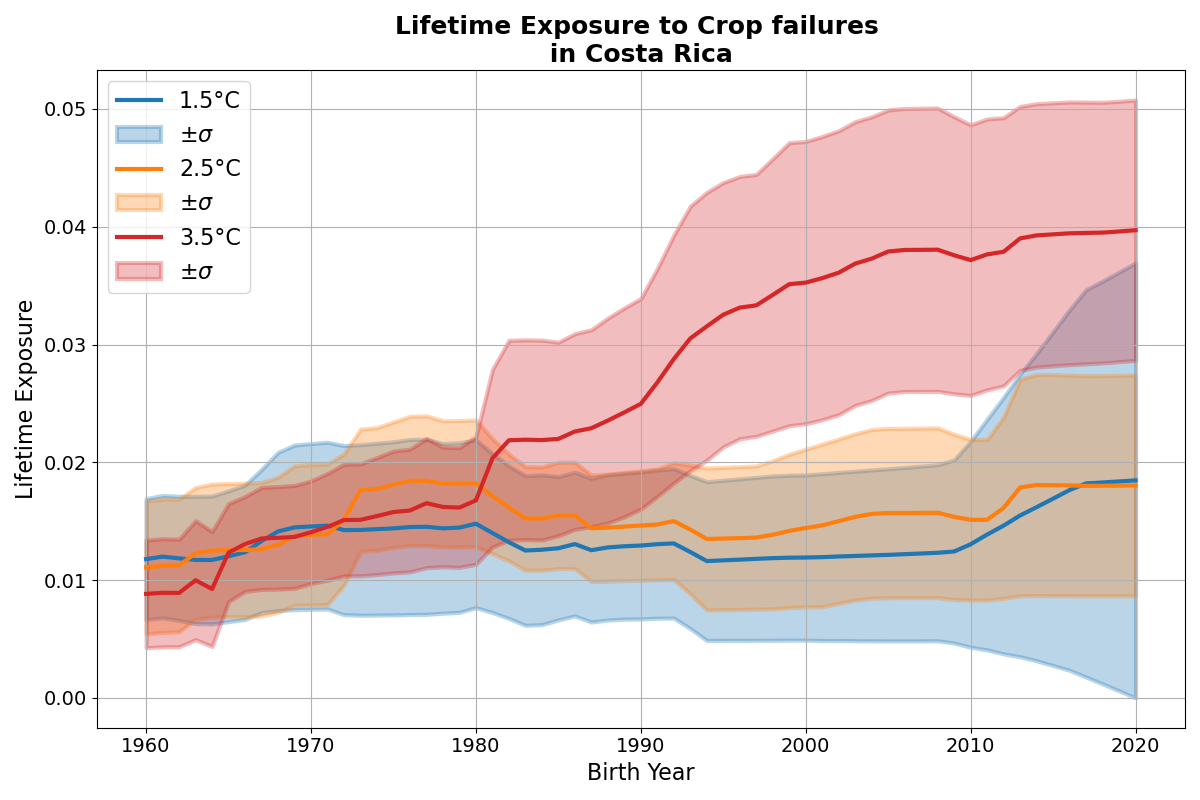 Lifetime Exposure to Crop failures
in Costa Rica
1.5°C
±σ
2.5°C
±σ
3.5°C
±σ
Lifetime Exposure
0.05
0.04
0.03
0.02
0.01
0.00
1960 1970 1980 1990 2000 2010 2020
Birth Year